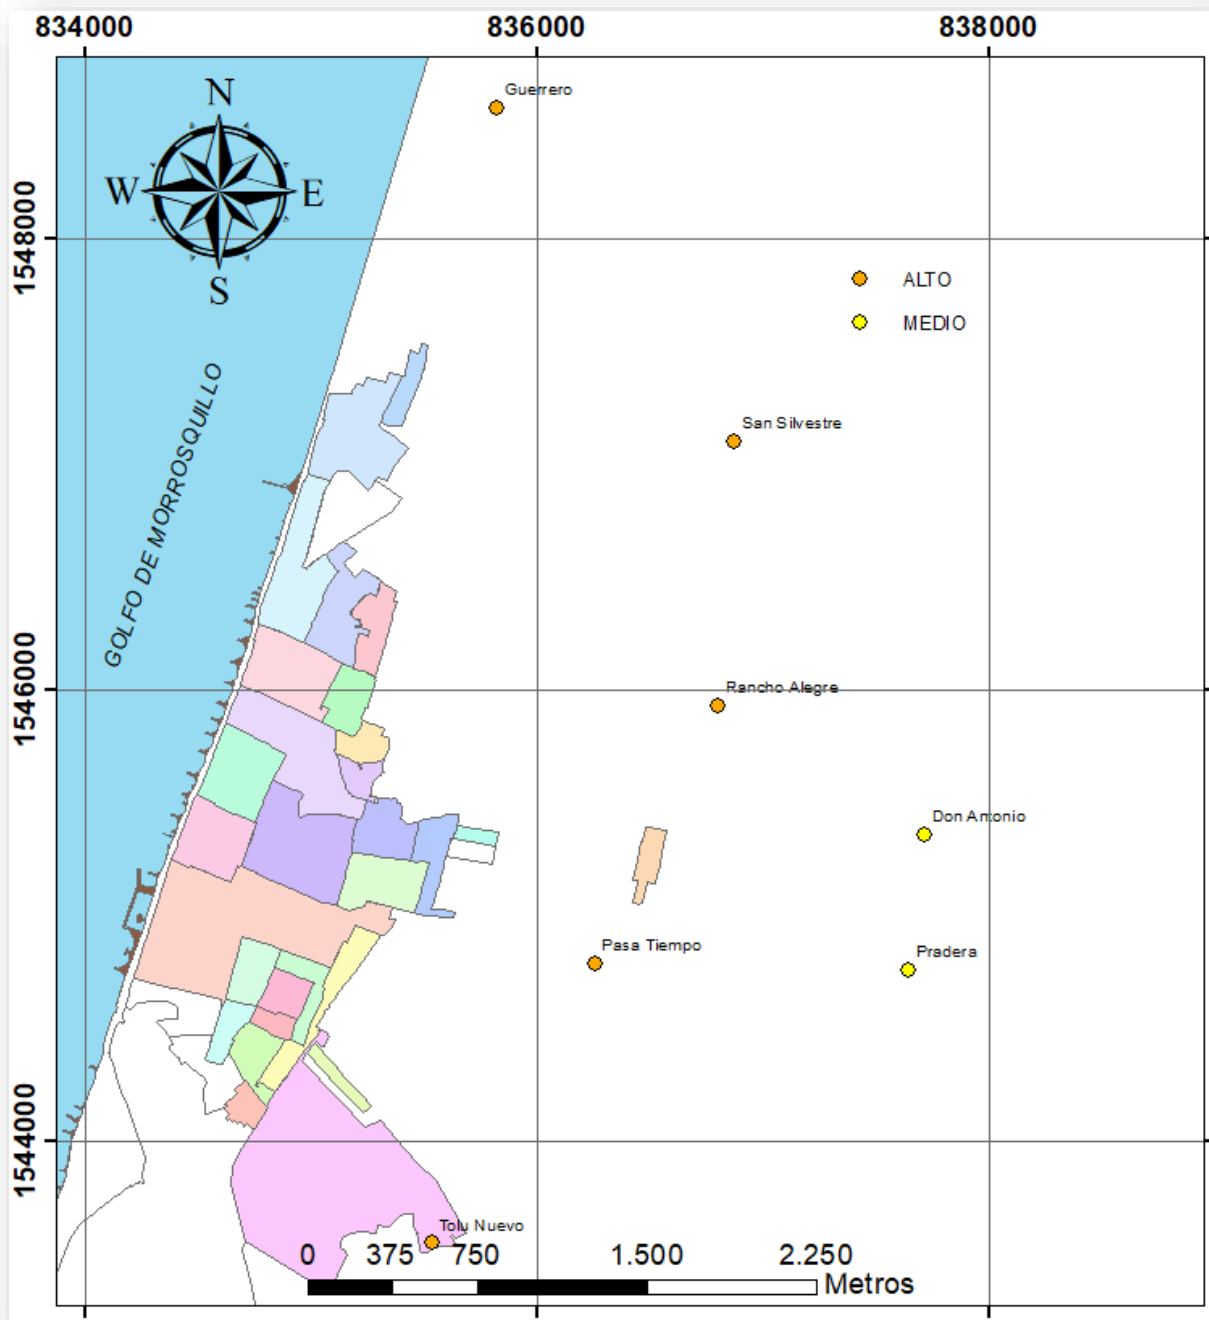 834000 836000 838000
Guerrero
N
W E
S
1548000
ALTO
MEDIO
GOLFO DE MORROSQUILLO
San Silvestre
1546000
Rancho Alegre
Don Antonio
Pasa Tiempo
Pradera
1544000
Tolu Nuevo
0 375 750 1.500 2.250
Metros